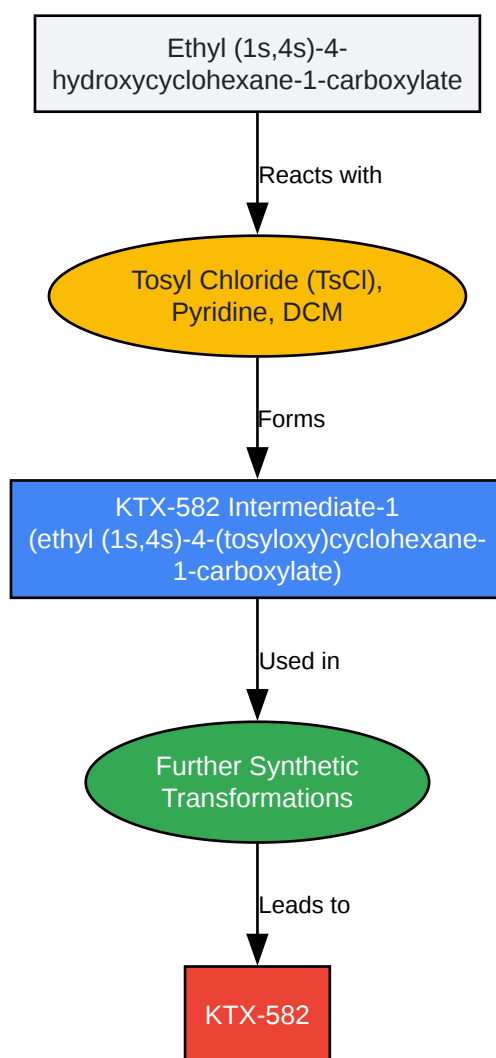 Ethyl (1s,4s)-4-
hydroxycyclohexane-1-carboxylate
Reacts with
Tosyl Chloride (TsCl),
Pyridine, DCM
Forms
KTX-582 Intermediate-1
(ethyl (1s,4s)-4-(tosyloxy)cyclohexane-
1-carboxylate)
Used in
Further Synthetic
Transformations
Leads to
KTX-582